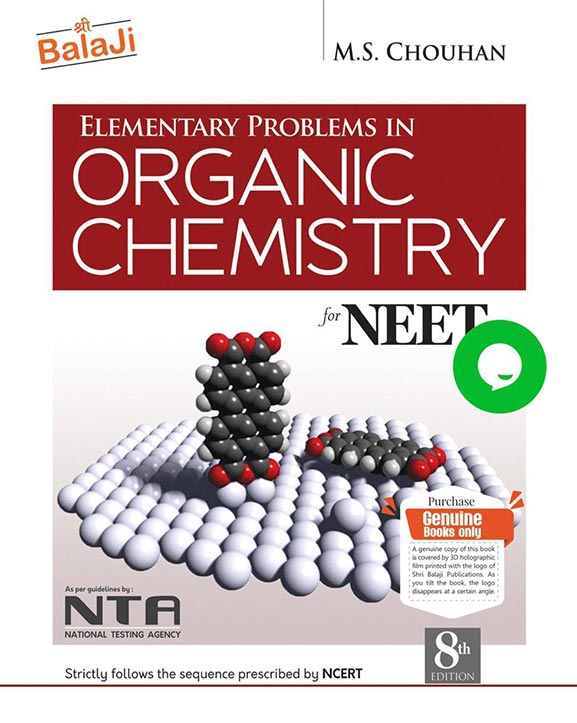 श्री
BalaJi
M.S. CHOUHAN
ELEMENTARY PROBLEMS IN
ORGANIC
CHEMISTRY
for NEET
Purchase
Genuine
Books only
A genuine copy of this book
is covered by 3D holographic
film printed with the logo of
Shri Balaji Publications. As
you tilt the book, the logo
disappears at a certain angle.
As per guidelines by :
NTA
NATIONAL TESTING AGENCY
8th
EDITION
Strictly follows the sequence prescribed by NCERT